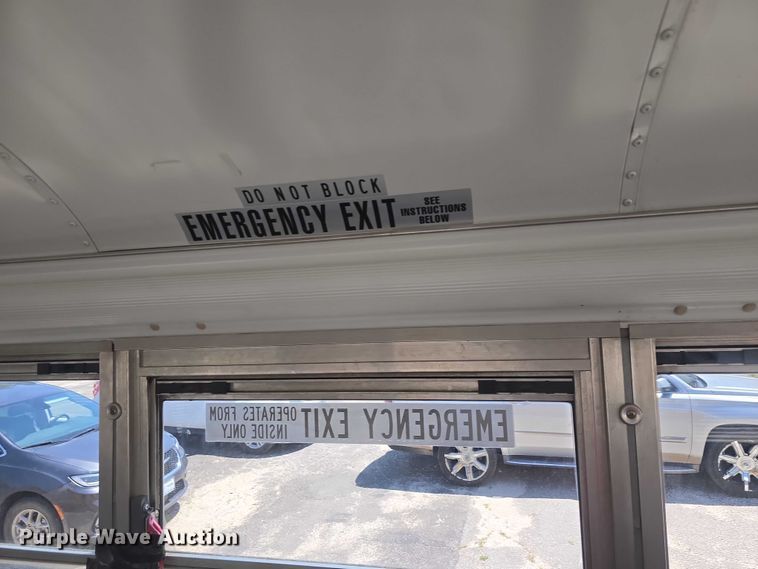 DO NOT BLOCK
EMERGENCY EXIT SEE INSTRUCTIONS BELOW
EMERGENCY EXIT OPERATES FROM INSIDE ONLY
Purple Wave Auction